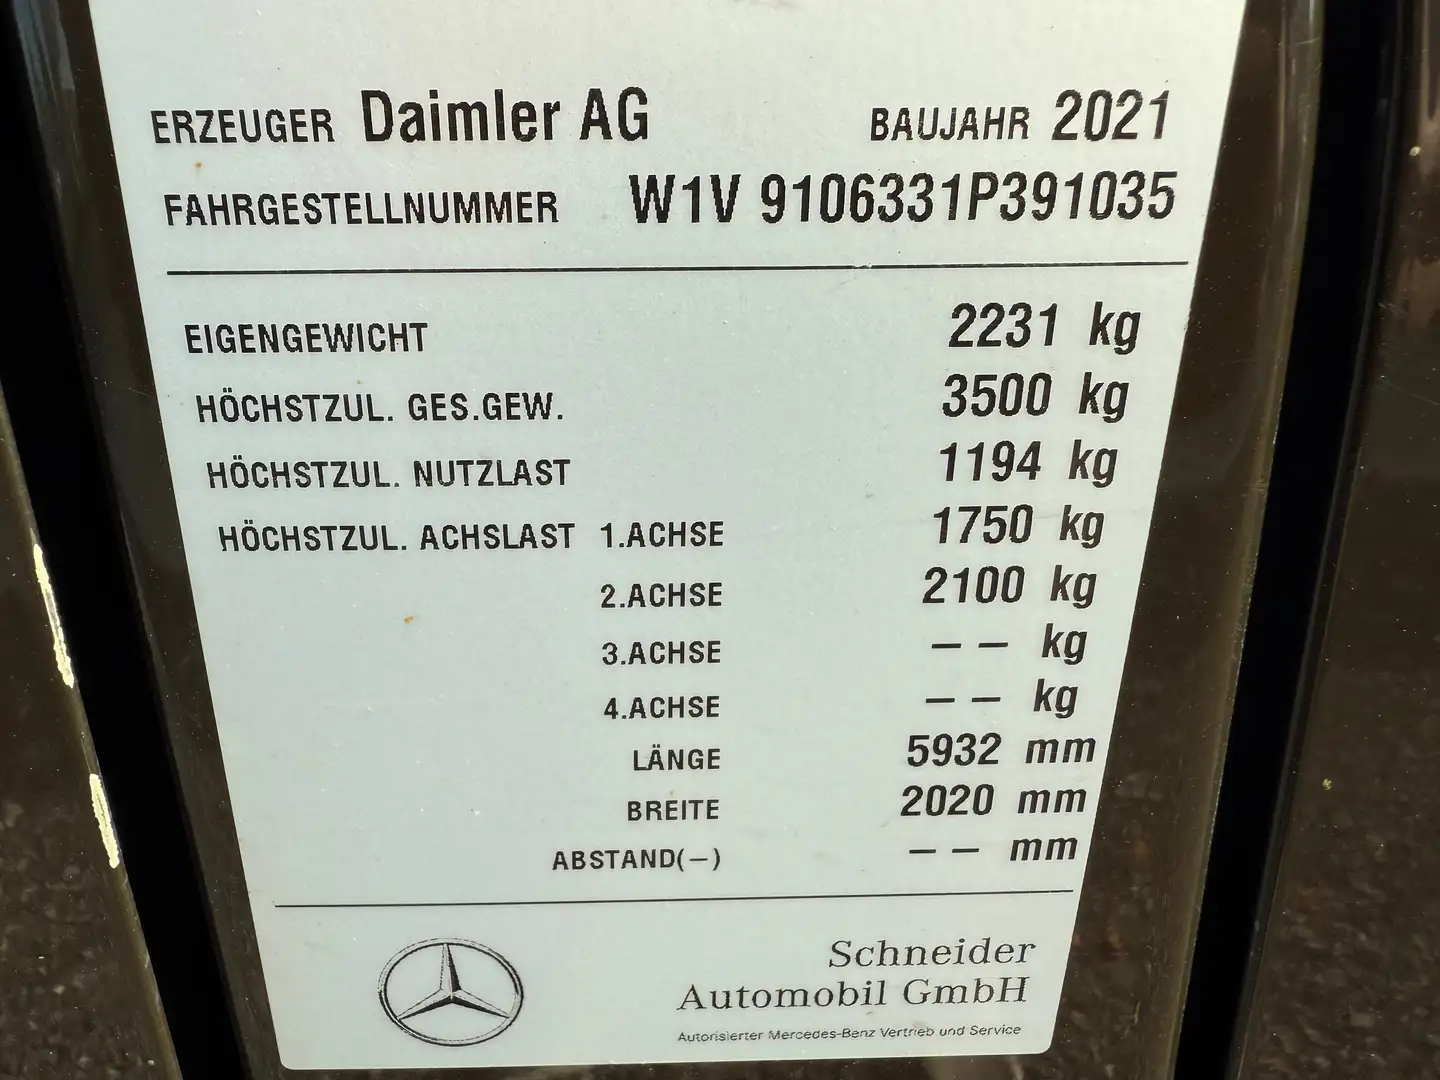 ERZEUGER Daimler AG BAUJAHR 2021
FAHRGESTELLNUMMER W1V 9106331P391035
EIGENGEWICHT 2231 kg
HÖCHSTZUL. GES.GEW. 3500 kg
HÖCHSTZUL. NUTZLAST 1194 kg
HÖCHSTZUL. ACHSLAST 1.ACHSE 1750 kg
2.ACHSE 2100 kg
3.ACHSE – – kg
4.ACHSE – – kg
LÄNGE 5932 mm
BREITE 2020 mm
ABSTAND(–) – – mm
Schneider
Automobil GmbH
Autorisierter Mercedes-Benz Vertrieb und Service